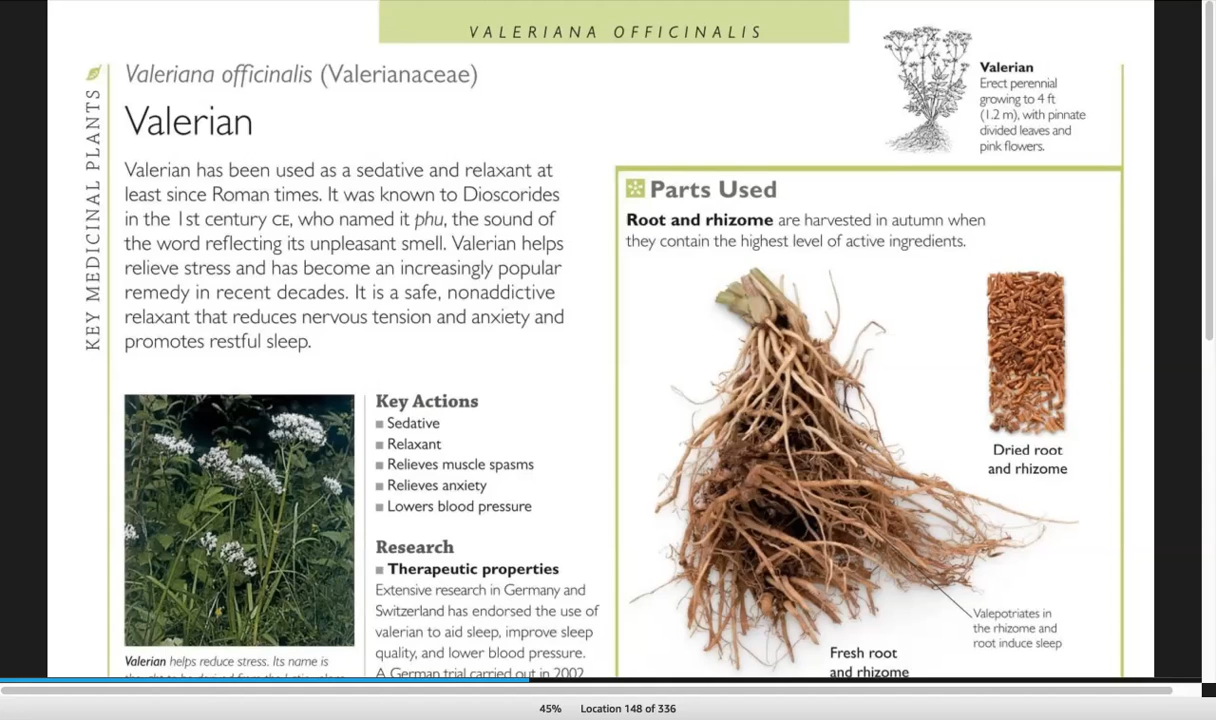 VALERIANA OFFICINALIS
KEY MEDICINAL PLANTS
Valeriana officinalis (Valerianaceae)
Valerian
Valerian has been used as a sedative and relaxant at
least since Roman times. It was known to Dioscorides
in the 1st century CE, who named it phu, the sound of
the word reflecting its unpleasant smell. Valerian helps
relieve stress and has become an increasingly popular
remedy in recent decades. It is a safe, nonaddictive
relaxant that reduces nervous tension and anxiety and
promotes restful sleep.
Valerian helps reduce stress. Its name is
Key Actions
Sedative
Relaxant
Relieves muscle spasms
Relieves anxiety
Lowers blood pressure
Research
Therapeutic properties
Extensive research in Germany and
Switzerland has endorsed the use of
valerian to aid sleep, improve sleep
quality, and lower blood pressure.
A German trial carried out in 2002
Valerian
Erect perennial
growing to 4 ft
(1.2 m), with pinnate
divided leaves and
pink flowers.
Parts Used
Root and rhizome are harvested in autumn when
they contain the highest level of active ingredients.
Dried root
and rhizome
Valepotriates in
the rhizome and
root induce sleep
Fresh root
and rhizome
45% Location 148 of 336